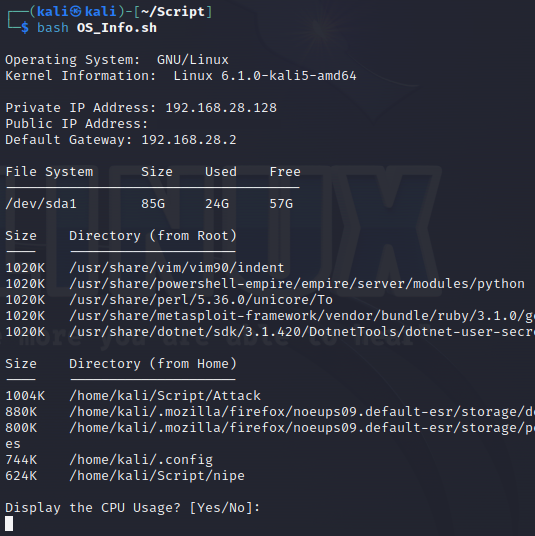 ┌──(kali㉿kali)-[~/Script]
└─$ bash OS_Info.sh
Operating System:  GNU/Linux
Kernel Information:  Linux 6.1.0-kali5-amd64
Private IP Address: 192.168.28.128
Public IP Address:
Default Gateway: 192.168.28.2
File System      Size    Used    Free
/dev/sda1        85G     24G     57G
Size    Directory (from Root)
1020K   /usr/share/vim/vim90/indent
1020K   /usr/share/powershell-empire/empire/server/modules/python
1020K   /usr/share/perl/5.36.0/unicore/To
1020K   /usr/share/metasploit-framework/vendor/bundle/ruby/3.1.0/g
1020K   /usr/share/dotnet/sdk/3.1.420/DotnetTools/dotnet-user-secr
Size    Directory (from Home)
1004K   /home/kali/Script/Attack
880K    /home/kali/.mozilla/firefox/noeups09.default-esr/storage/d
800K    /home/kali/.mozilla/firefox/noeups09.default-esr/storage/p
es
744K    /home/kali/.config
624K    /home/kali/Script/nipe
Display the CPU Usage? [Yes/No]: